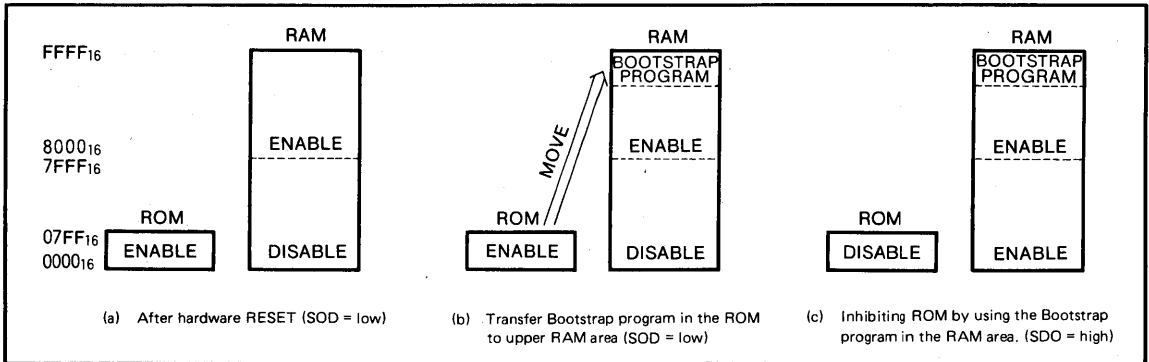 RAM
FFFF16
800016
7FFF16
ENABLE
ROM
07FF16
000016
ENABLE
DISABLE
(a) After hardware RESET (SOD = low)
RAM
BOOTSTRAP
PROGRAM
MOVE
ENABLE
ROM
ENABLE
DISABLE
(b) Transfer Bootstrap program in the ROM
to upper RAM area (SOD = low)
RAM
BOOTSTRAP
PROGRAM
ENABLE
ROM
DISABLE
ENABLE
(c) Inhibiting ROM by using the Bootstrap
program in the RAM area. (SDO = high)